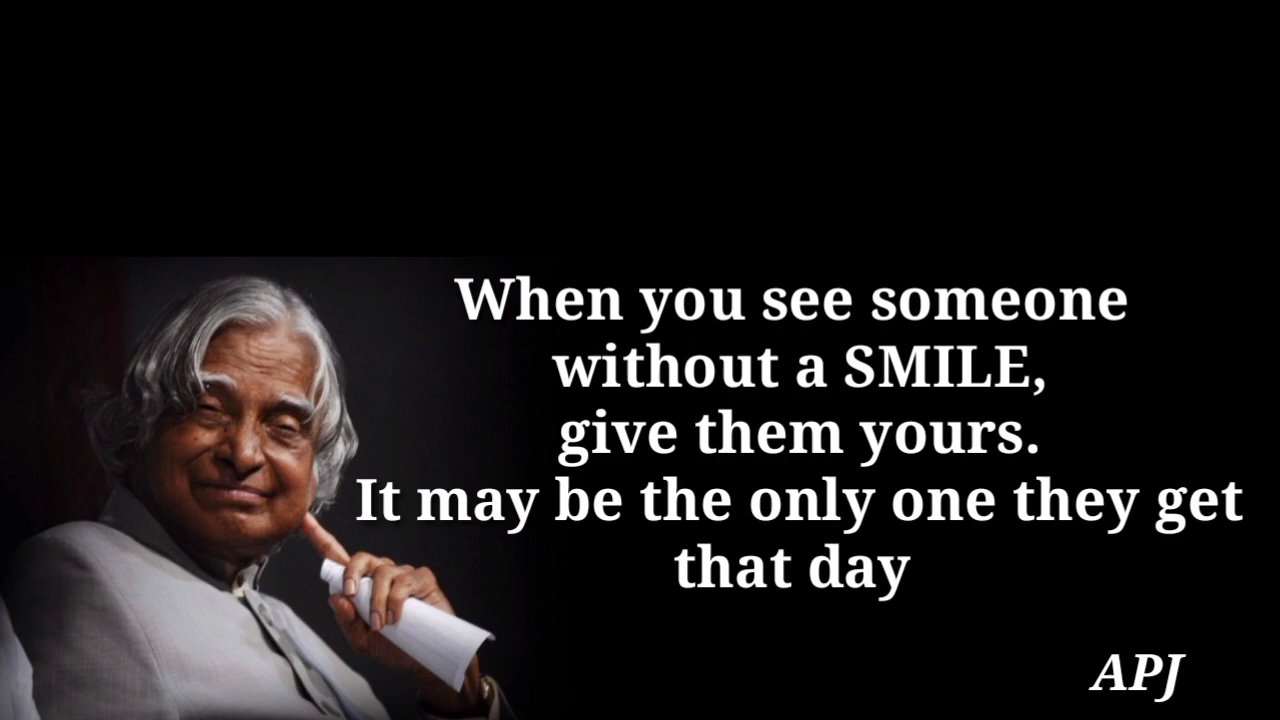 When you see someone
without a SMILE,
give them yours.
It may be the only one they get
that day
APJ